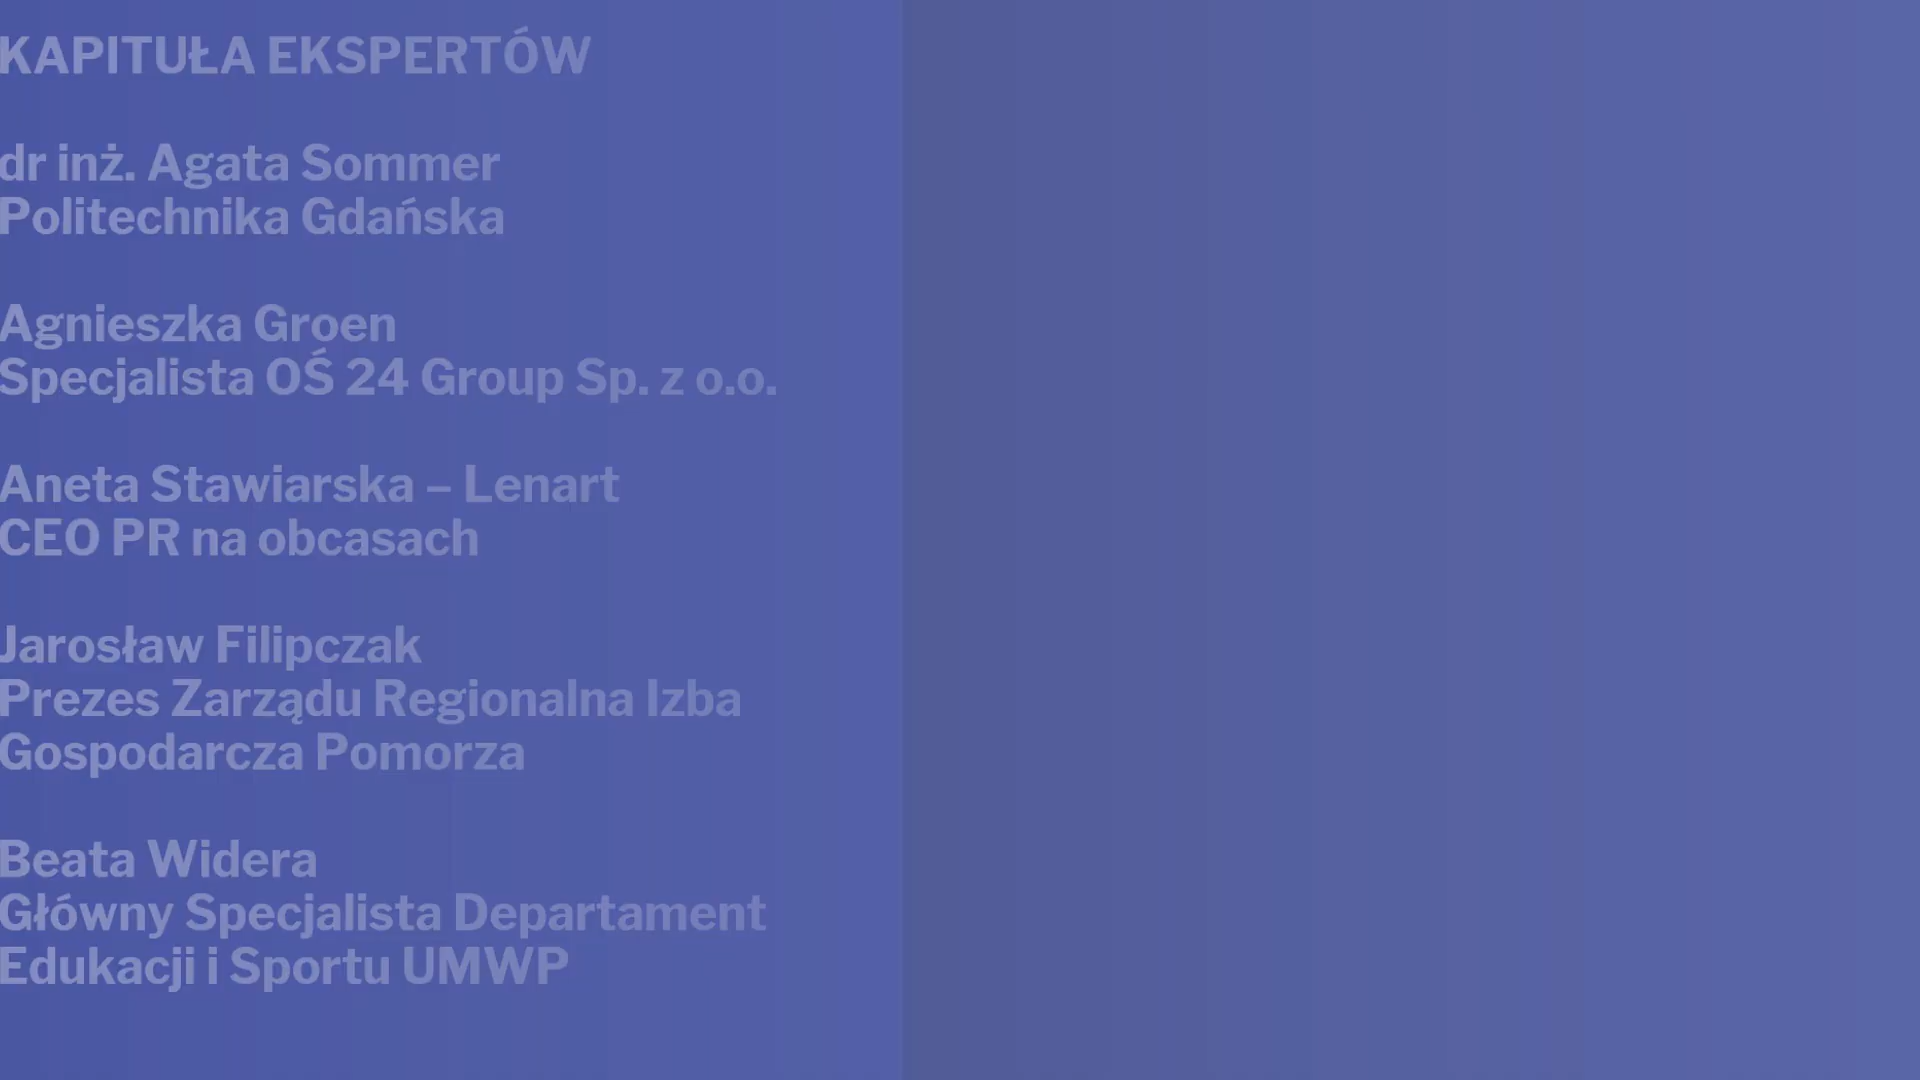 KAPITUŁA EKSPERTÓW
dr inż. Agata Sommer
Politechnika Gdańska
Agnieszka Groen
Specjalista OŚ 24 Group Sp. z o.o.
Aneta Stawiarska – Lenart
CEO PR na obcasach
Jarosław Filipczak
Prezes Zarządu Regionalna Izba
Gospodarcza Pomorza
Beata Widera
Główny Specjalista Departament
Edukacji i Sportu UMWP